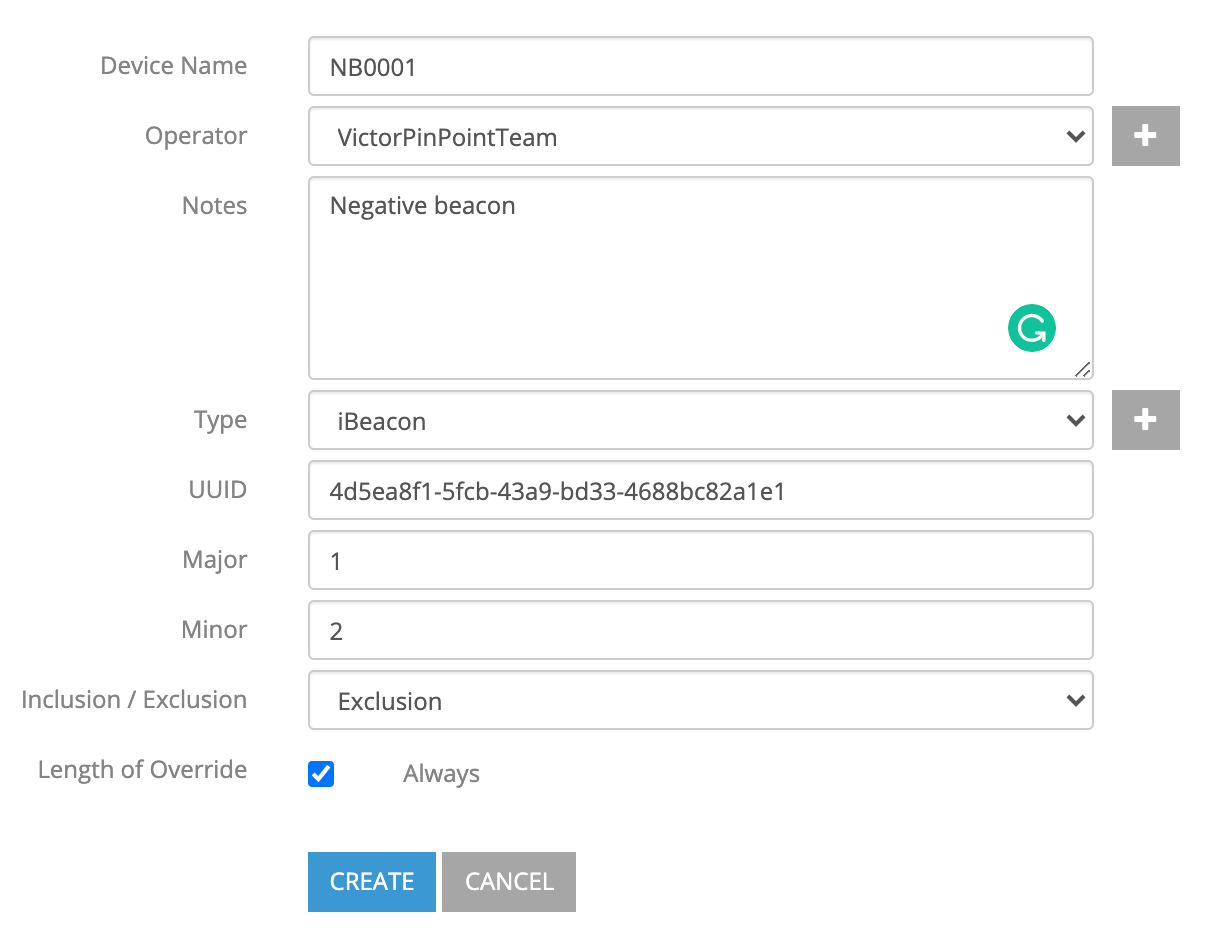 Device Name NB0001
Operator VictorPinPointTeam
Notes Negative beacon
Type iBeacon
UUID 4d5ea8f1-5fcb-43a9-bd33-4688bc82a1e1
Major 1
Minor 2
Inclusion / Exclusion Exclusion
Length of Override Always
CREATE CANCEL